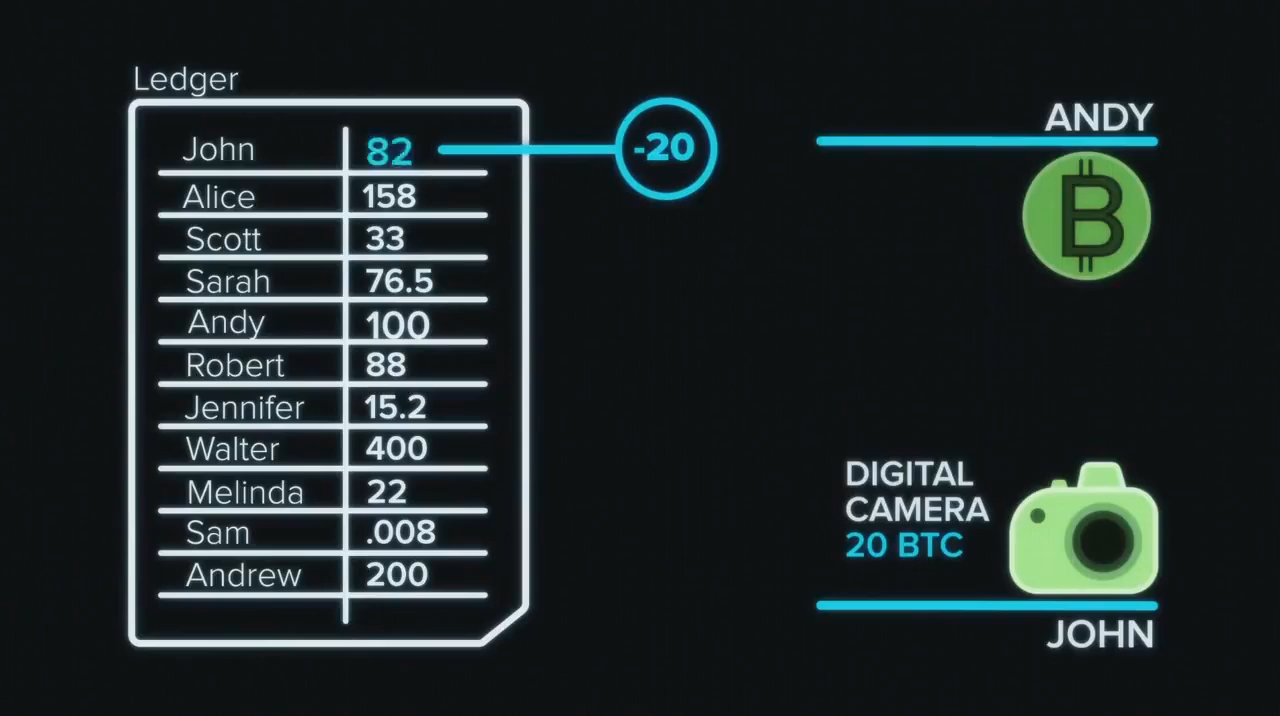 Ledger
John 82 -20
Alice 158
Scott 33
Sarah 76.5
Andy 100
Robert 88
Jennifer 15.2
Walter 400
Melinda 22
Sam .008
Andrew 200
ANDY
B
DIGITAL
CAMERA
20 BTC
JOHN